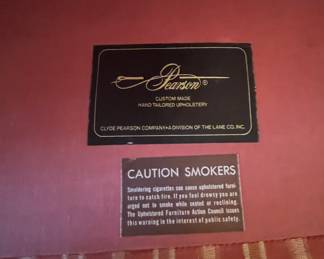 Pearson®
CUSTOM MADE
HAND TAILORED UPHOLSTERY
CLYDE PEARSON COMPANY•A DIVISION OF THE LANE CO., INC.
CAUTION SMOKERS
Smoldering cigarettes can cause upholstered furni-
ture to catch fire. If you feel drowsy you are
urged not to smoke while seated or reclining.
The Upholstered Furniture Action Council issues
this warning in the interest of public safety.